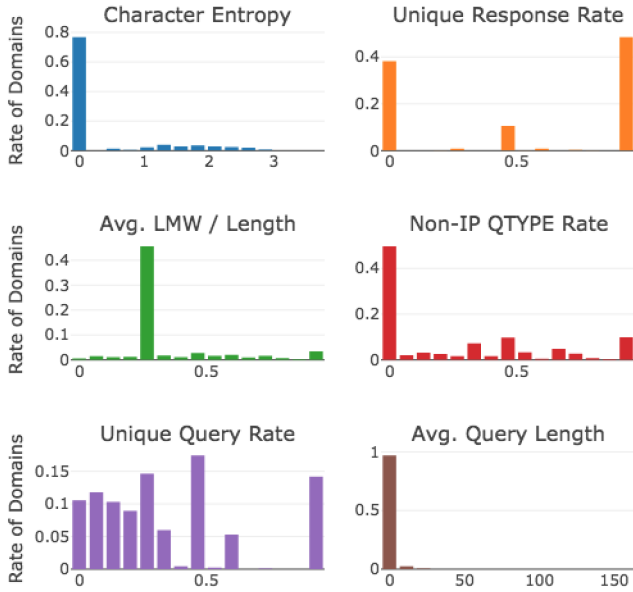 Character Entropy
Unique Response Rate
Rate of Domains
0.8
0.6
0.4
0.2
0
0 1 2 3
0.4
0.2
0
0 0.5
Avg. LMW / Length
Non-IP QTYPE Rate
Rate of Domains
0.4
0.3
0.2
0.1
0
0 0.5
0.4
0.2
0
0 0.5
Unique Query Rate
Avg. Query Length
Rate of Domains
0.15
0.1
0.05
0
0 0.5
1
0.5
0
0 50 100 150